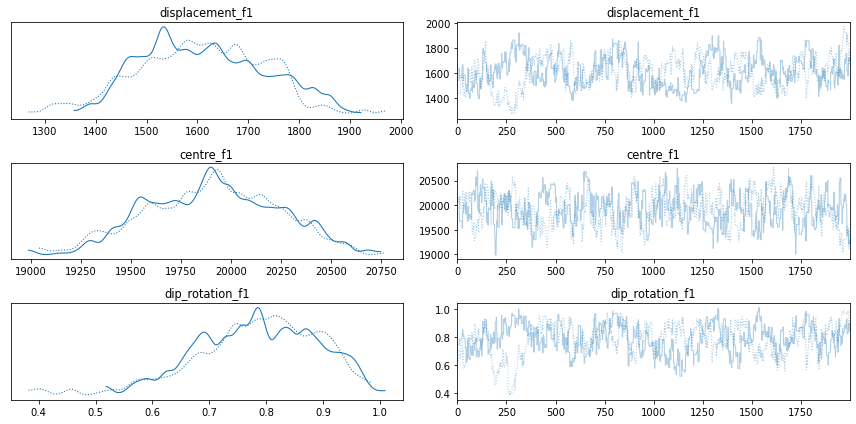 displacement_f1
1300 1400 1500 1600 1700 1800 1900 2000
displacement_f1
2000
1800
1600
1400
0 250 500 750 1000 1250 1500 1750
centre_f1
19000 19250 19500 19750 20000 20250 20500 20750
centre_f1
20500
20000
19500
19000
0 250 500 750 1000 1250 1500 1750
dip_rotation_f1
0.4 0.5 0.6 0.7 0.8 0.9 1.0
dip_rotation_f1
1.0
0.8
0.6
0.4
0 250 500 750 1000 1250 1500 1750